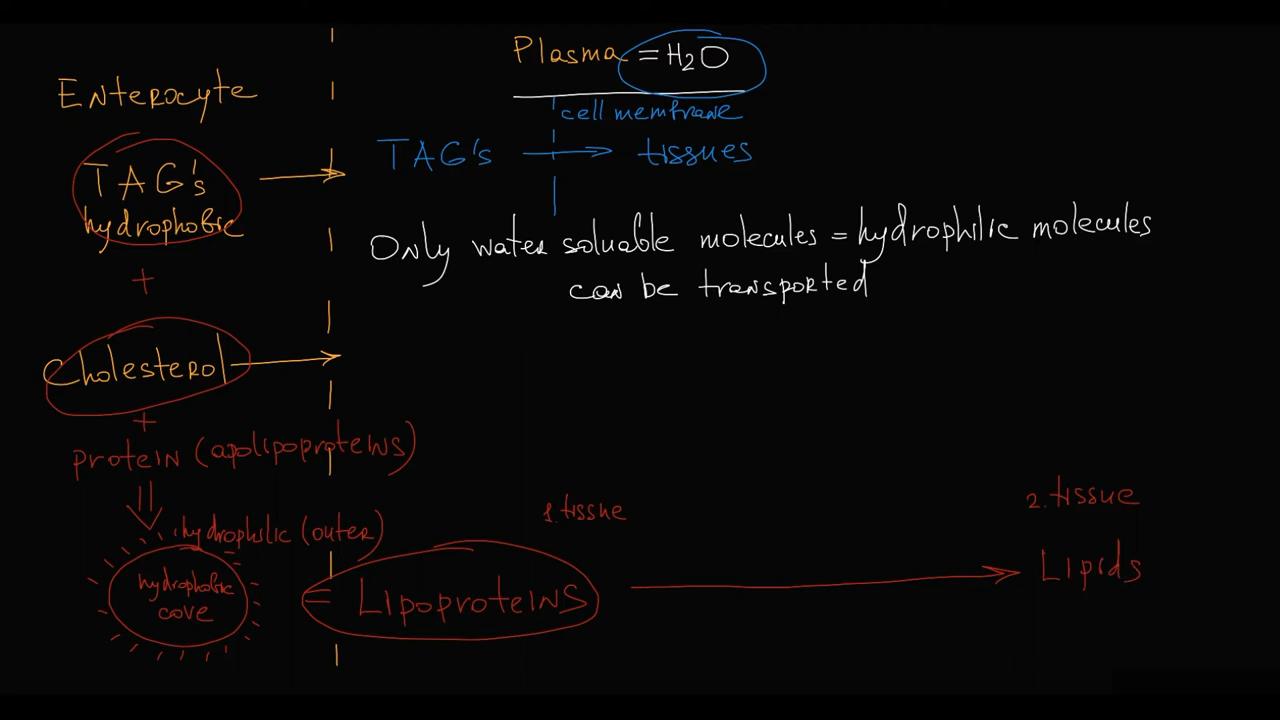 Plasma = H2O
Enterocyte
cell membrane
TAG's → tissues
TAG's →
hydrophobic
Only water soluable molecules = hydrophilic molecules
can be transported
+
Cholesterol →
+
protein (apolipoproteins)
⇓
hydrophilic (outer)
hydrophobic
cove
1. tissue
2. tissue
= Lipoproteins → Lipids